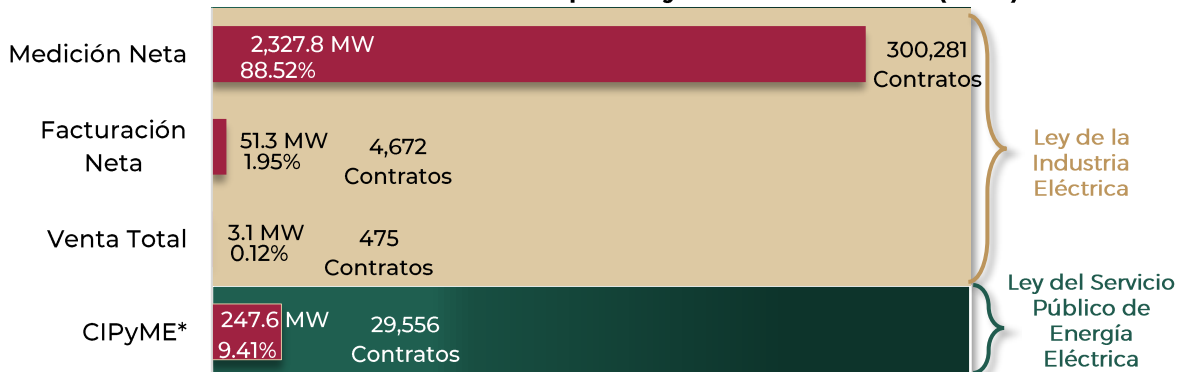 Medición Neta
2,327.8 MW
88.52%
300,281
Contratos
Facturación
Neta
51.3 MW
1.95%
4,672
Contratos
Ley de la
Industria
Eléctrica
Venta Total
3.1 MW
0.12%
475
Contratos
CIPyME*
247.6 MW
9.41%
29,556
Contratos
Ley del Servicio
Público de
Energía
Eléctrica